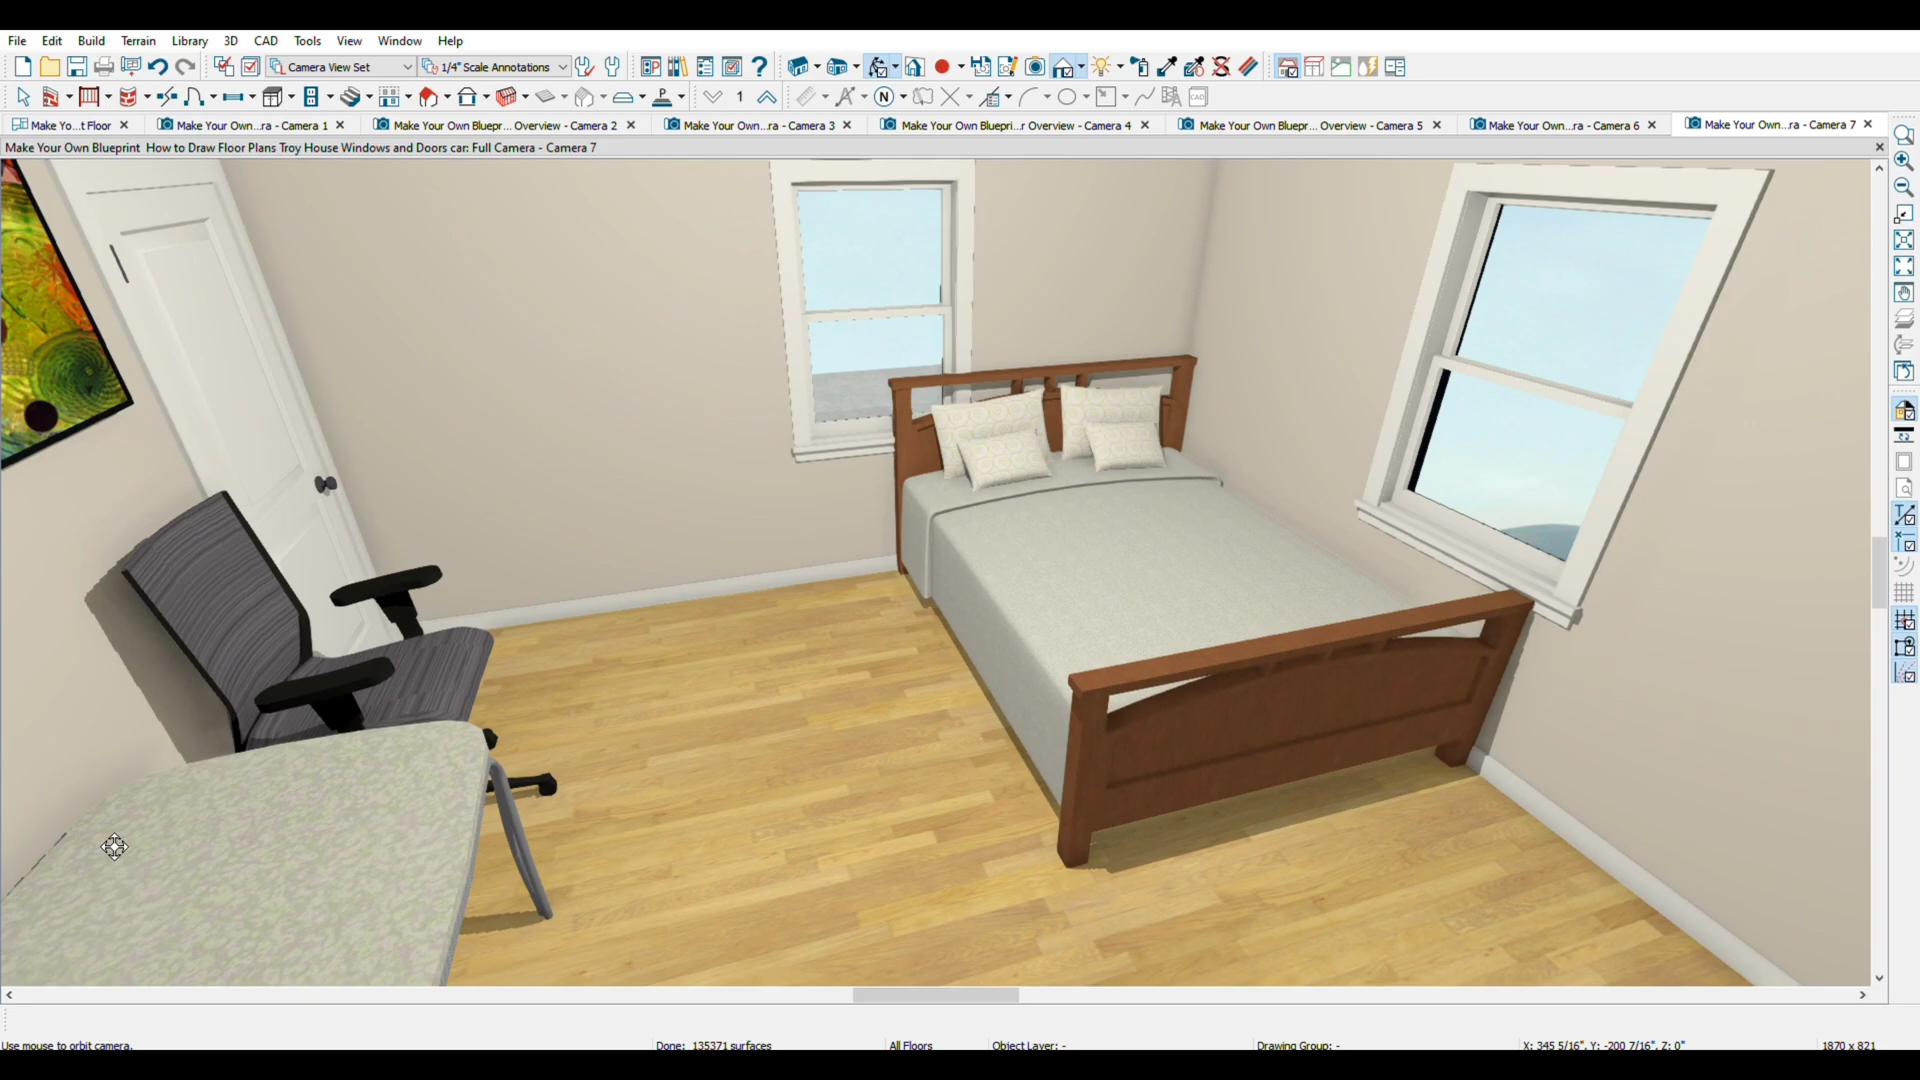 File Edit Build Terrain Library 3D CAD Tools View Window Help
Camera View Set 1/4" Scale Annotations
1 N CAD
Make Yo...t Floor Make Your Own...ra - Camera 1 Make Your Own Bluepr... Overview - Camera 2 Make Your Own...ra - Camera 3 Make Your Own Bluepri...r Overview - Camera 4 Make Your Own Bluepr... Overview - Camera 5 Make Your Own...ra - Camera 6 Make Your Own...ra - Camera 7
Make Your Own Blueprint How to Draw Floor Plans Troy House Windows and Doors car: Full Camera - Camera 7
Use mouse to orbit camera. Done: 135371 surfaces All Floors Object Layer: - Drawing Group: - X: 345 5/16", Y: -200 7/16", Z: 0" 1870 x 821